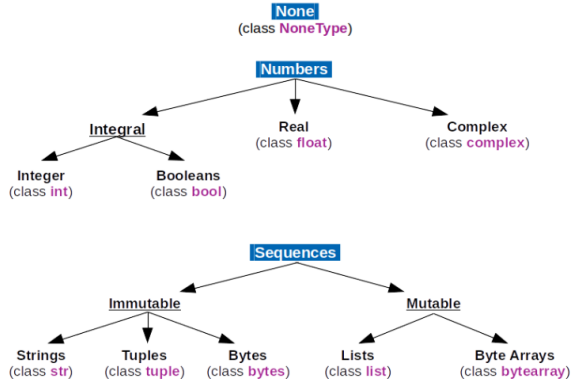 None
(class NoneType)
Numbers
Integral
Real
(class float)
Complex
(class complex)
Integer
(class int)
Booleans
(class bool)
Sequences
Immutable
Mutable
Strings
(class str)
Tuples
(class tuple)
Bytes
(class bytes)
Lists
(class list)
Byte Arrays
(class bytearray)